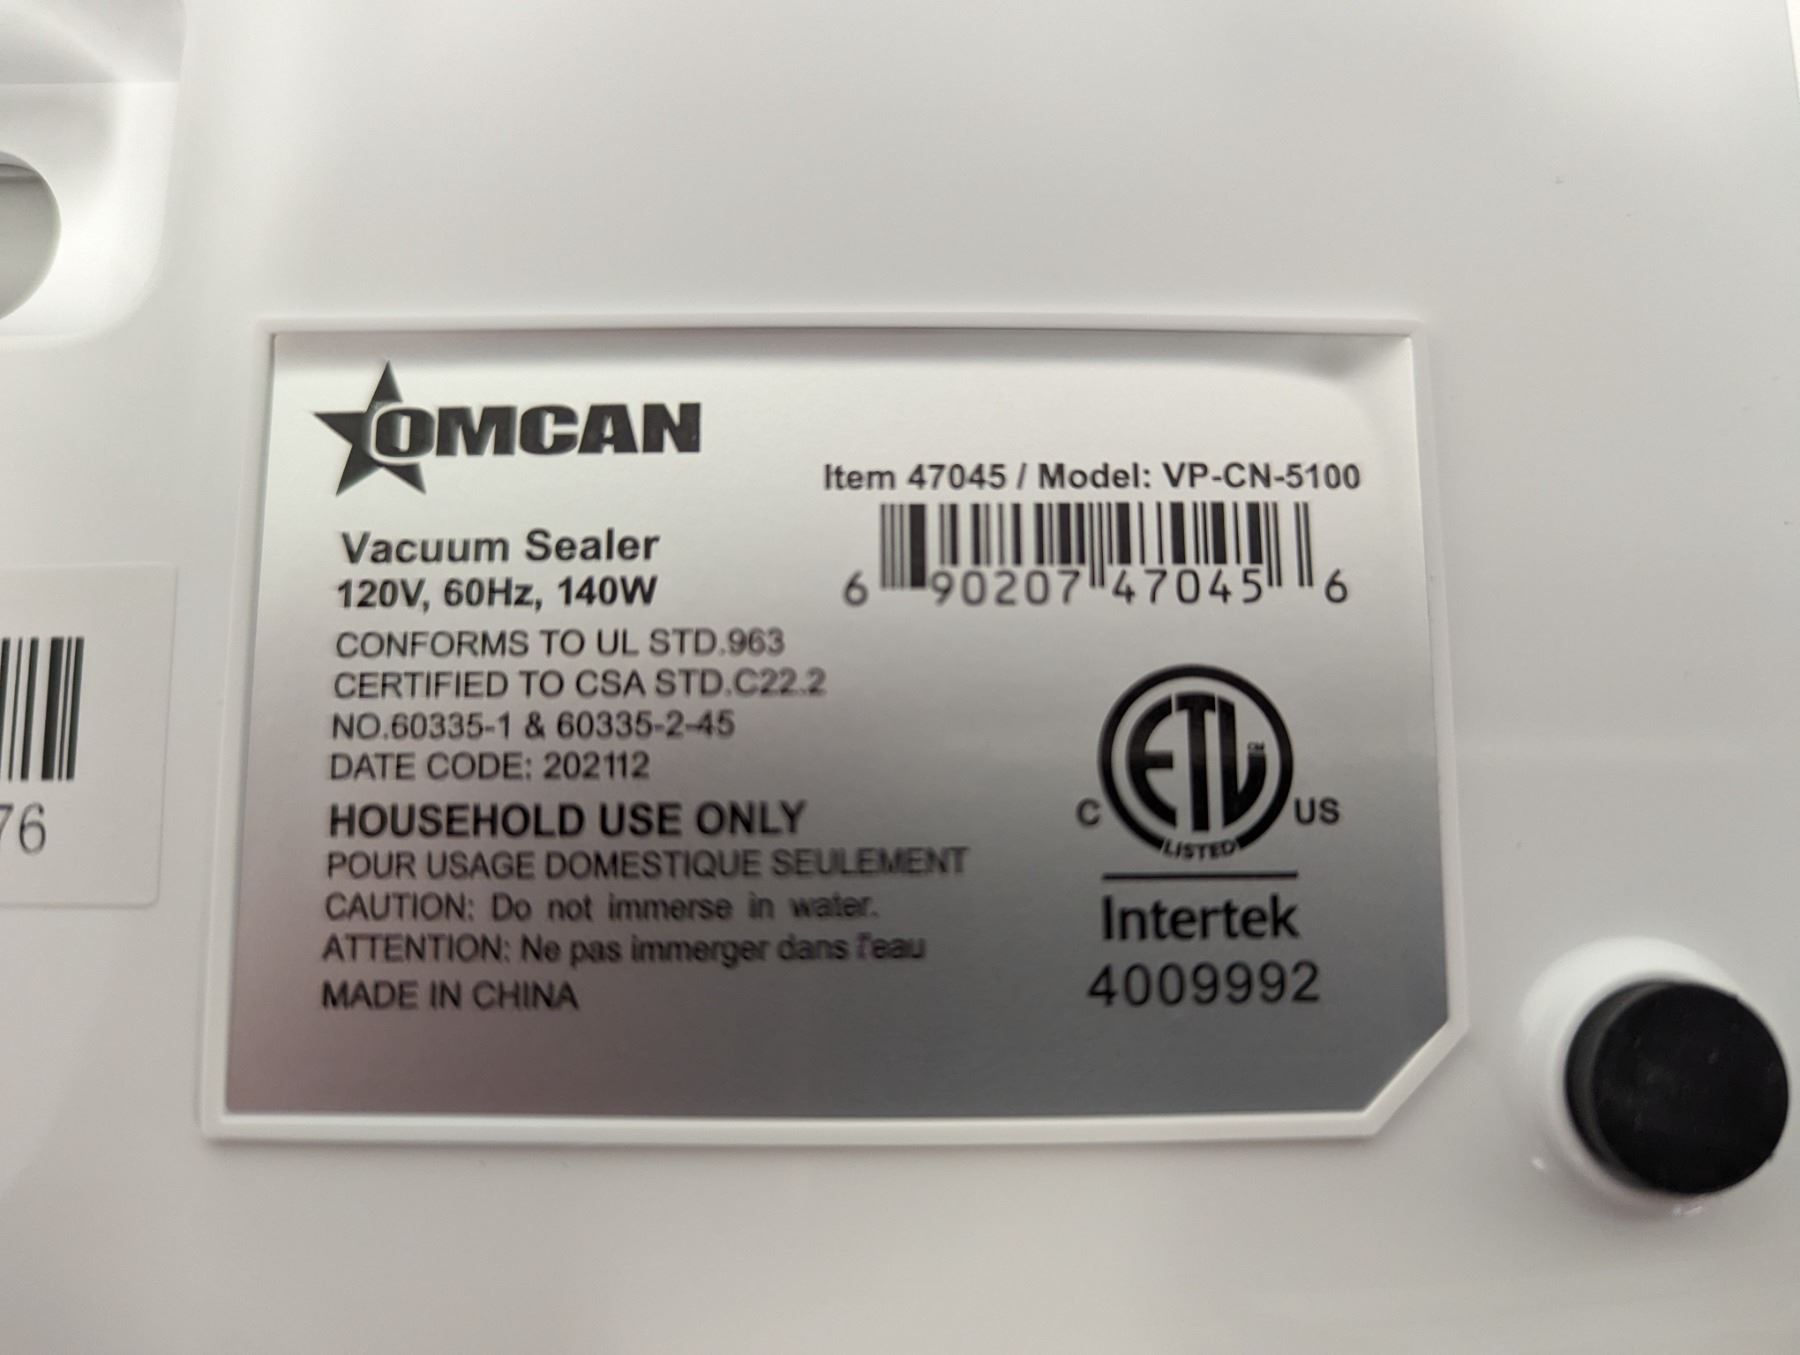 OMCAN
Item 47045 / Model: VP-CN-5100
Vacuum Sealer
120V, 60Hz, 140W
6 90207 47045 6
CONFORMS TO UL STD.963
CERTIFIED TO CSA STD.C22.2
NO.60335-1 & 60335-2-45
DATE CODE: 202112
HOUSEHOLD USE ONLY
POUR USAGE DOMESTIQUE SEULEMENT
CAUTION: Do not immerse in water.
ATTENTION: Ne pas immerger dans l'eau
MADE IN CHINA
ETL CM
C US
LISTED
Intertek
4009992
76